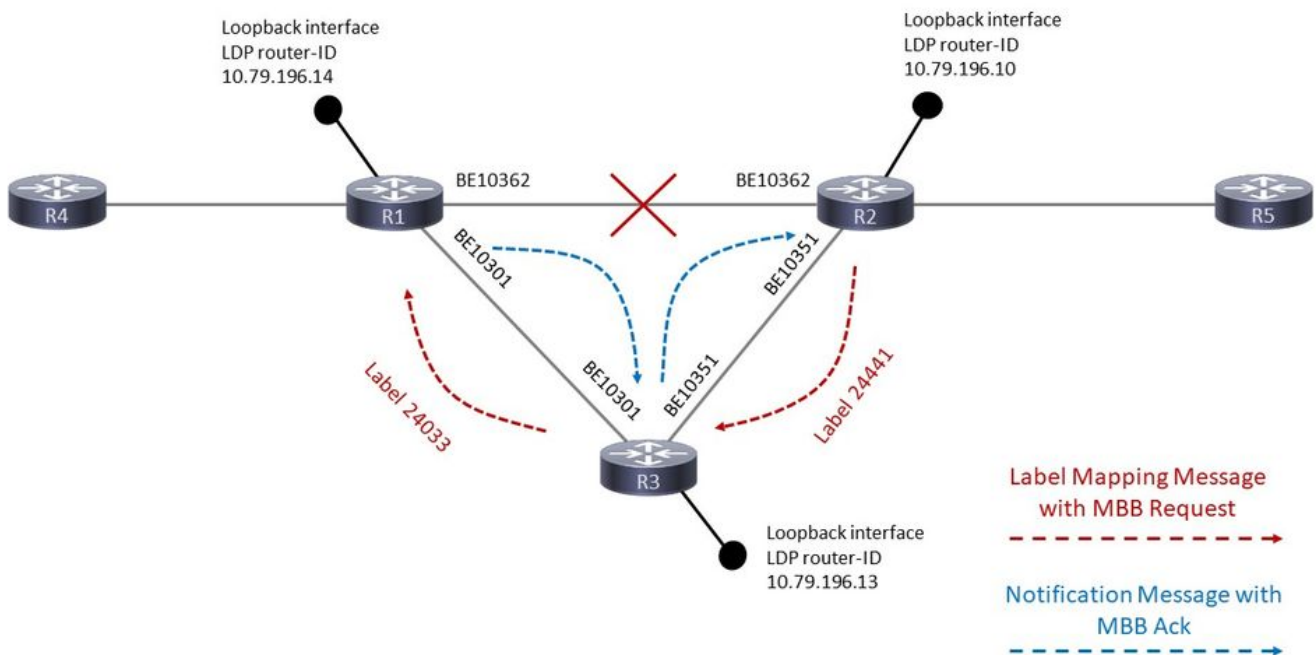 Loopback interface
LDP router-ID
10.79.196.14
Loopback interface
LDP router-ID
10.79.196.10
R4
R1
BE10362
BE10362
R2
R5
BE10301
BE10351
Label 24033
BE10301
BE10351
Label 24441
R3
Loopback interface
LDP router-ID
10.79.196.13
Label Mapping Message
with MBB Request
Notification Message with
MBB Ack